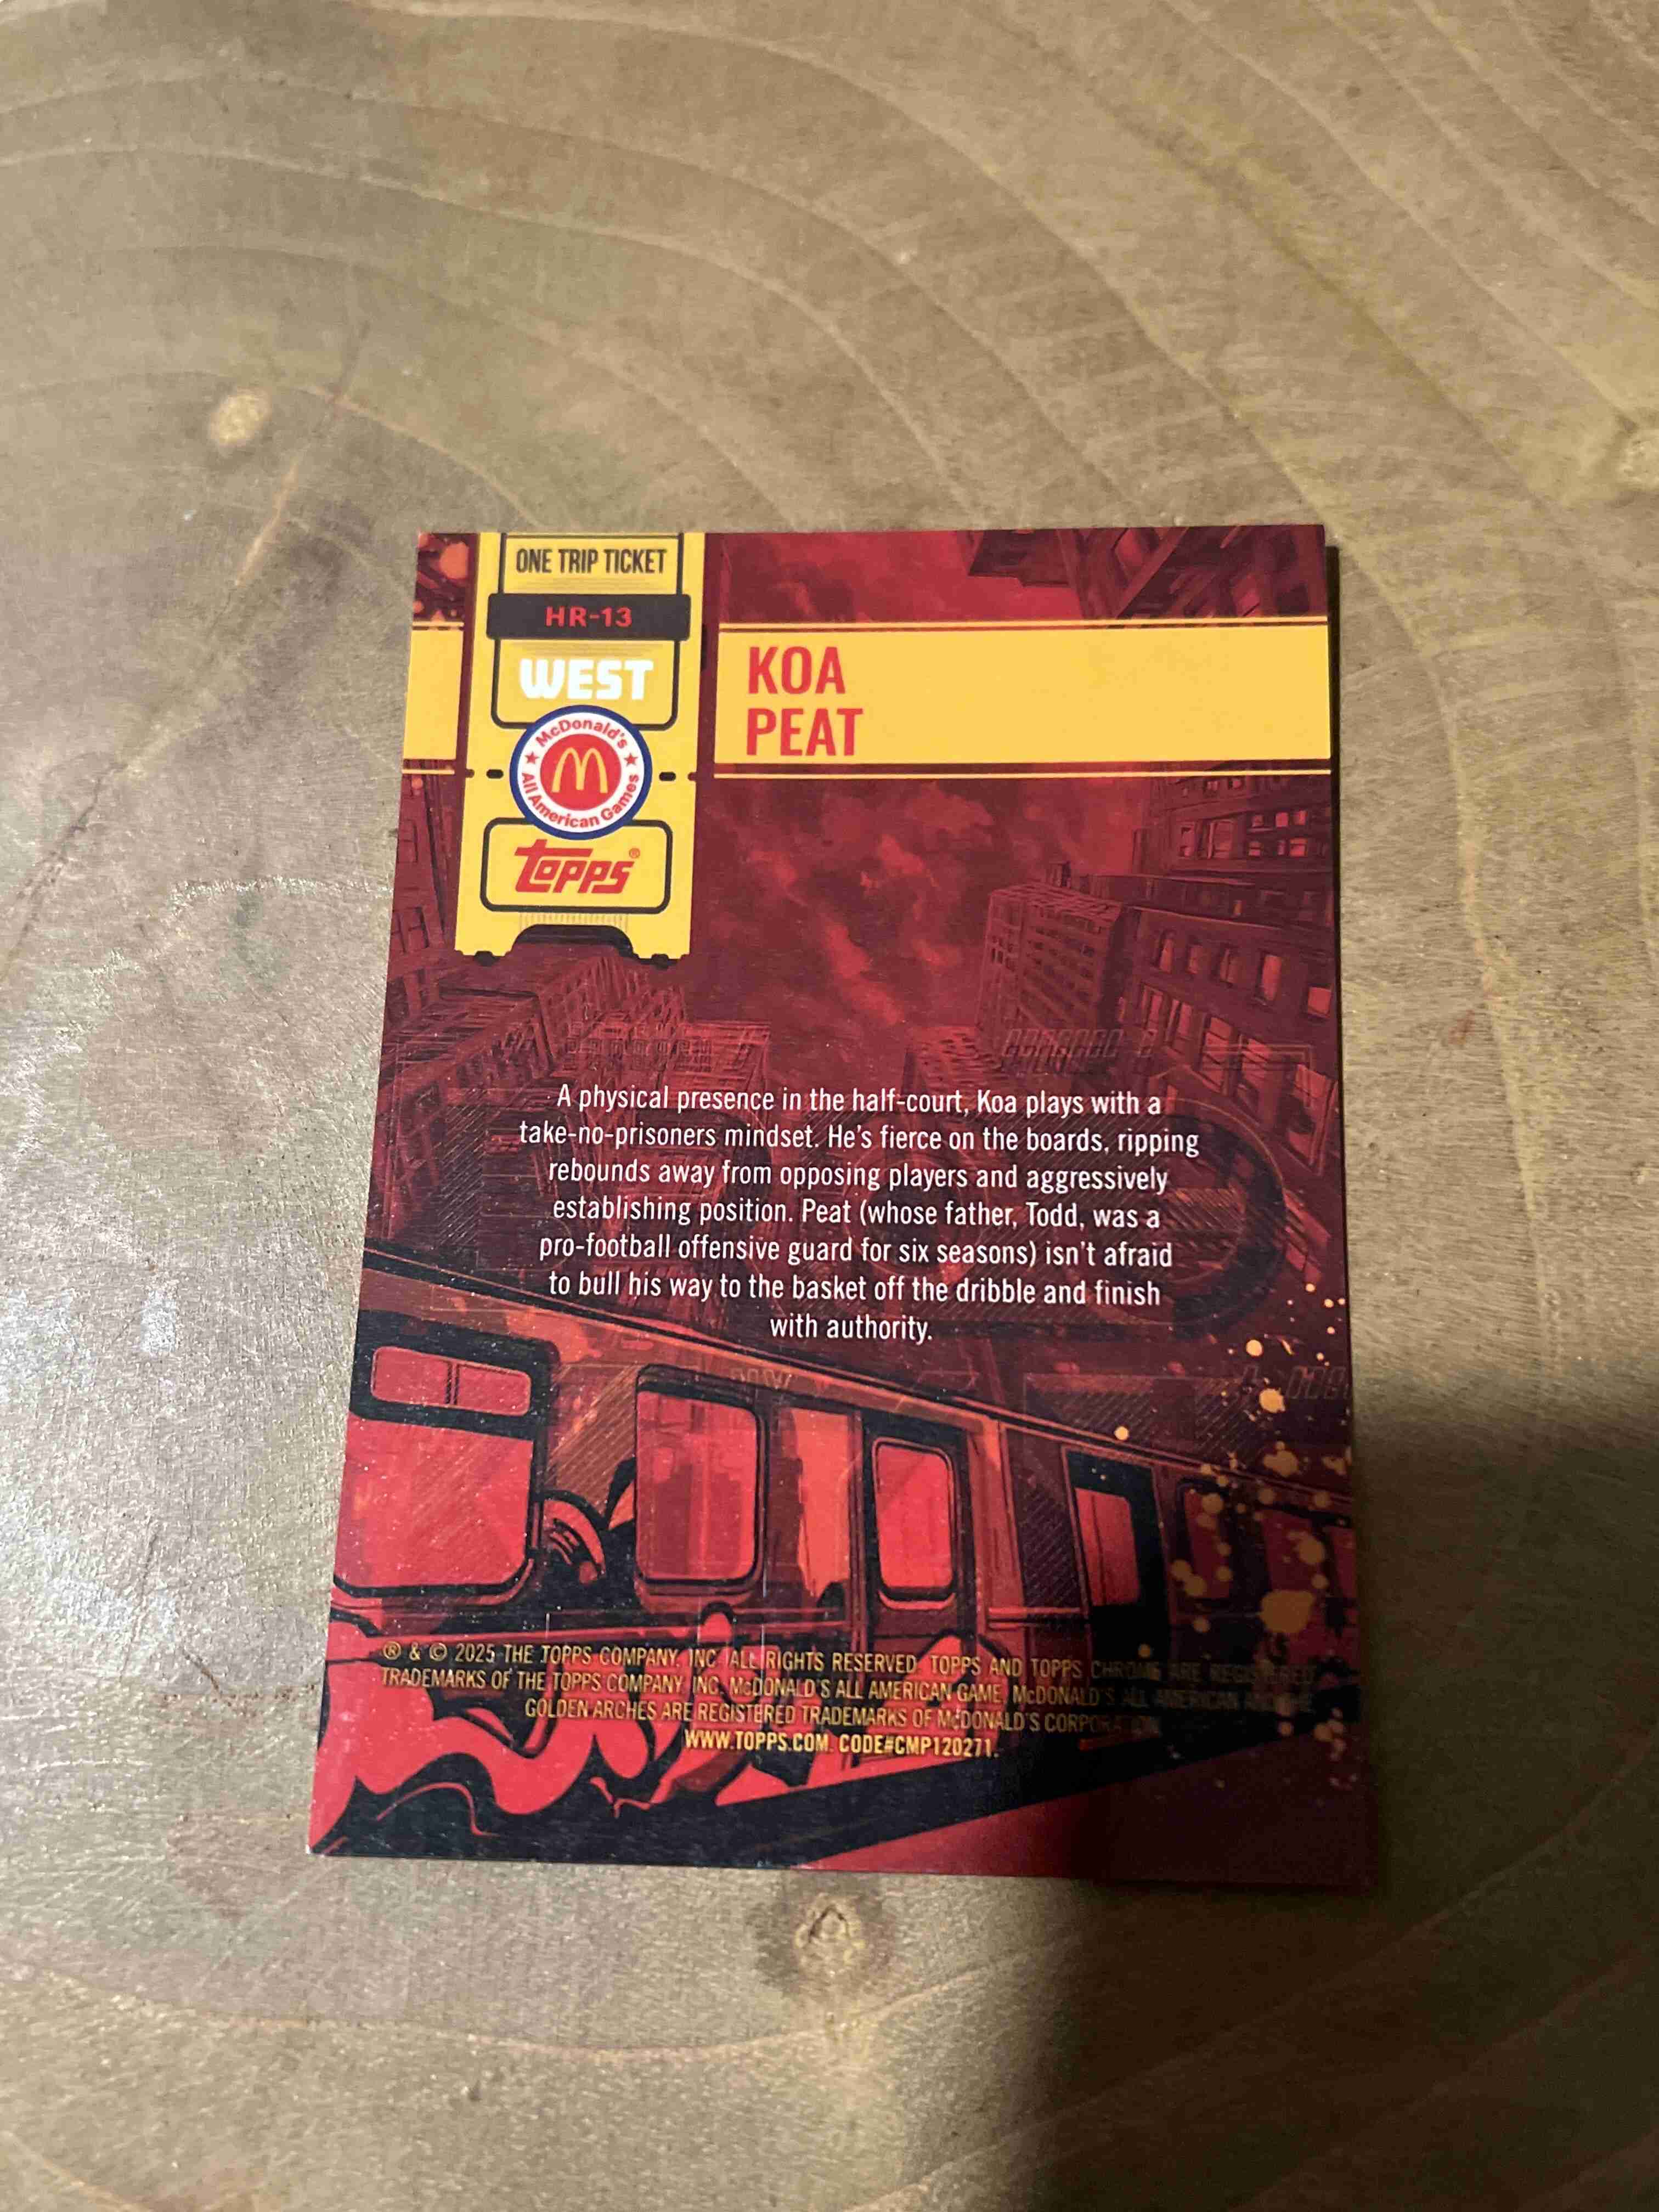 ONE TRIP TICKET
HR-13
WEST
McDonald's
All American Games
TOPPS®
KOA
PEAT
A physical presence in the half-court, Koa plays with a
take-no-prisoners mindset. He's fierce on the boards, ripping
rebounds away from opposing players and aggressively
establishing position. Peat (whose father, Todd, was a
pro-football offensive guard for six seasons) isn't afraid
to bull his way to the basket off the dribble and finish
with authority.
® & © 2025 THE TOPPS COMPANY, INC. ALL RIGHTS RESERVED. TOPPS AND TOPPS CHROME ARE REGISTERED
TRADEMARKS OF THE TOPPS COMPANY, INC. McDONALD'S ALL AMERICAN GAME, McDONALD'S ALL AMERICAN AND THE
GOLDEN ARCHES ARE REGISTERED TRADEMARKS OF McDONALD'S CORPORATION.
WWW.TOPPS.COM. CODE#CMP120271.